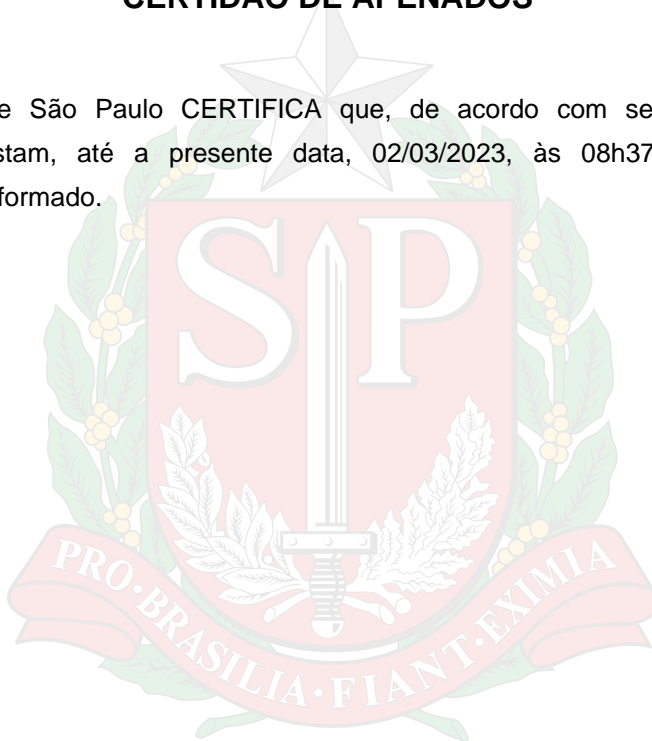 CERTIDÃO DE APENADOS
e São Paulo CERTIFICA que, de acordo com se
stam, até a presente data, 02/03/2023, às 08h37
formado.
SP
PRO·BRASILIA·FIANT·EXIMIA